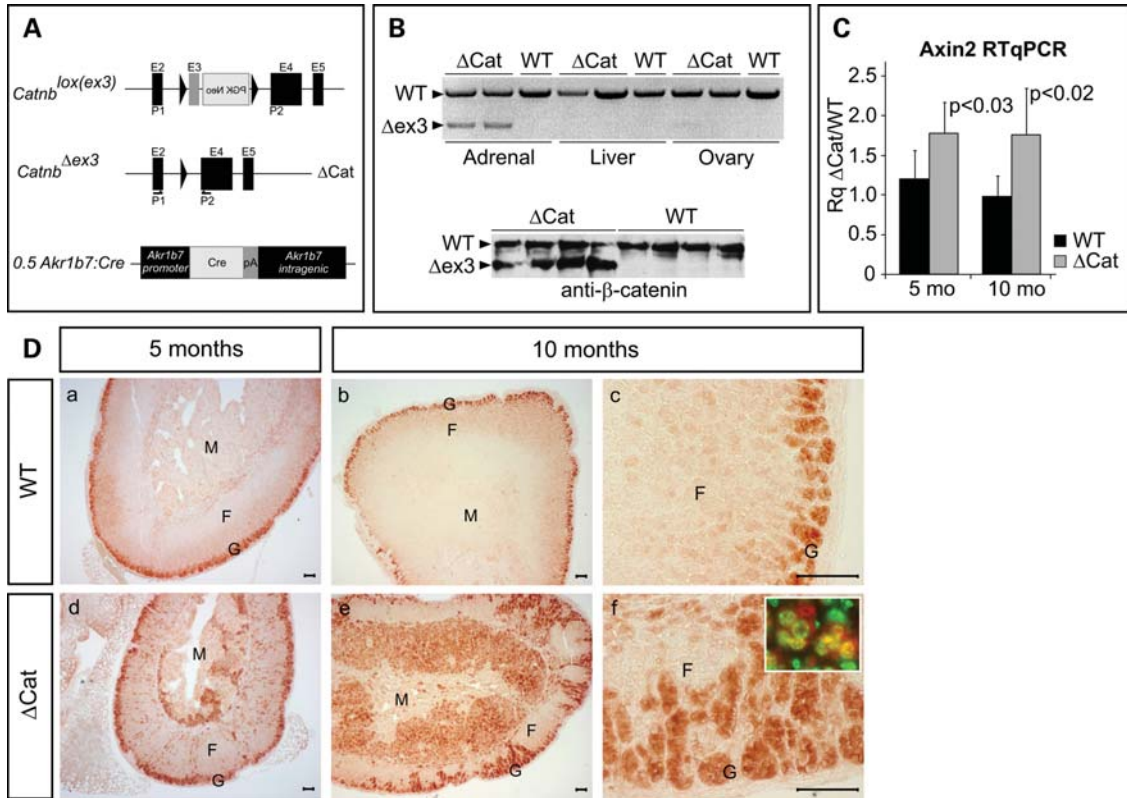 A
E2 E3 E4 E5
Catnb lox(ex3)
PGK Neo
P1 P2
E2 E4 E5
Catnb Δex3
ΔCat
P1 P2
0.5 Akr1b7:Cre
Akr1b7 promoter Cre pA Akr1b7 intragenic
B
ΔCat WT ΔCat WT ΔCat WT
WT
Δex3
Adrenal Liver Ovary
ΔCat WT
WT
Δex3
anti-β-catenin
C
Axin2 RTqPCR
Rq ΔCat/WT
2.5
2.0
1.5
1.0
0.5
0
p<0.03 p<0.02
WT
ΔCat
5 mo 10 mo
D
5 months 10 months
WT
a M F G
b G F M
c F G
ΔCat
d M F G
e M F G
f F G